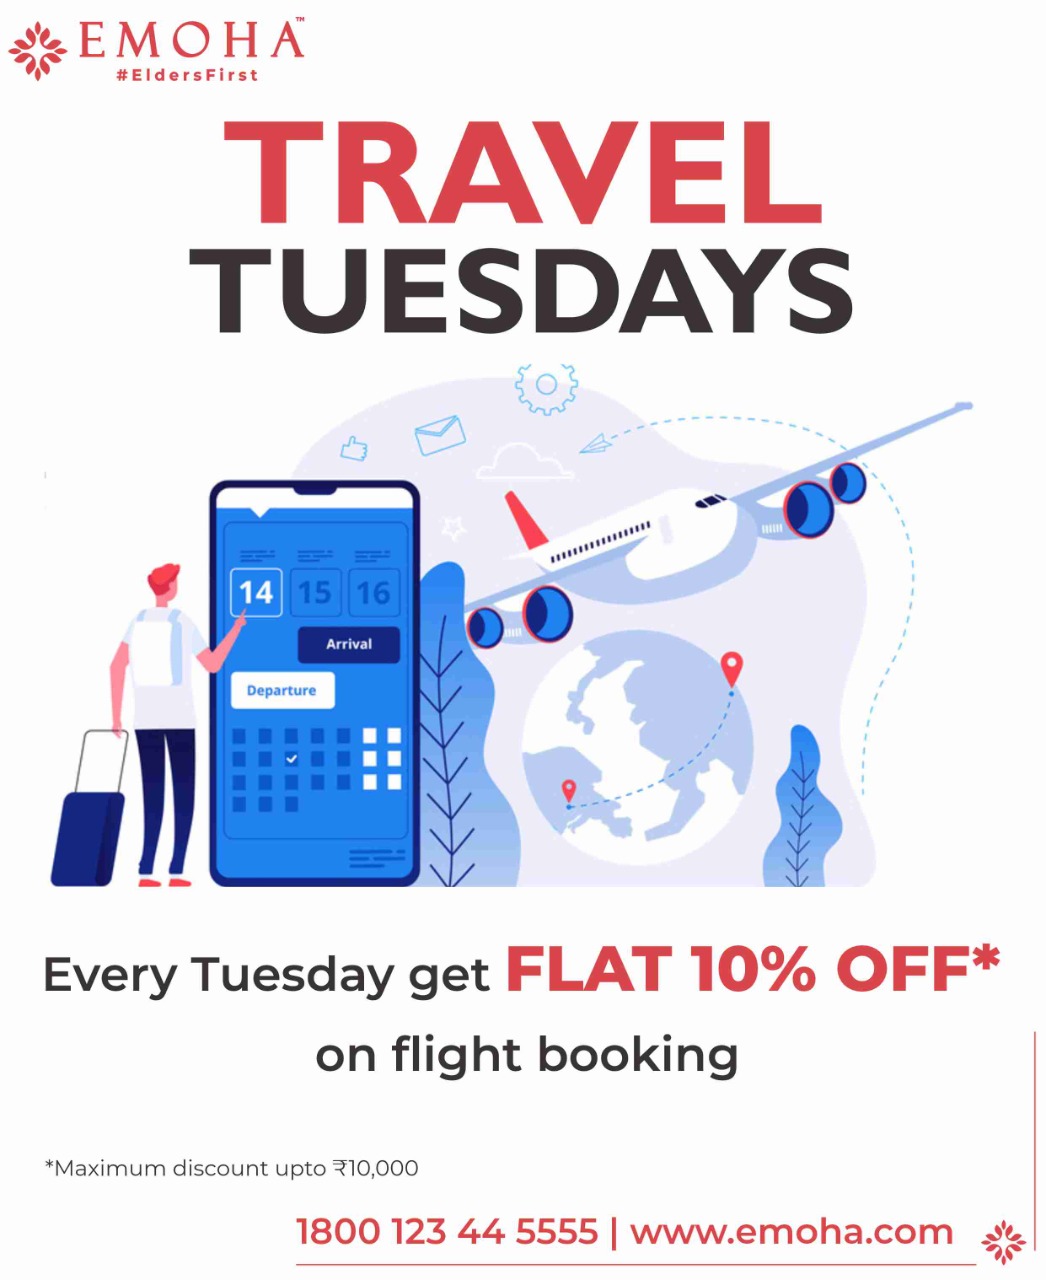 EMOHA™
#EldersFirst
TRAVEL
TUESDAYS
14 15 16
Arrival
Departure
Every Tuesday get FLAT 10% OFF*
on flight booking
*Maximum discount upto ₹10,000
1800 123 44 5555 | www.emoha.com